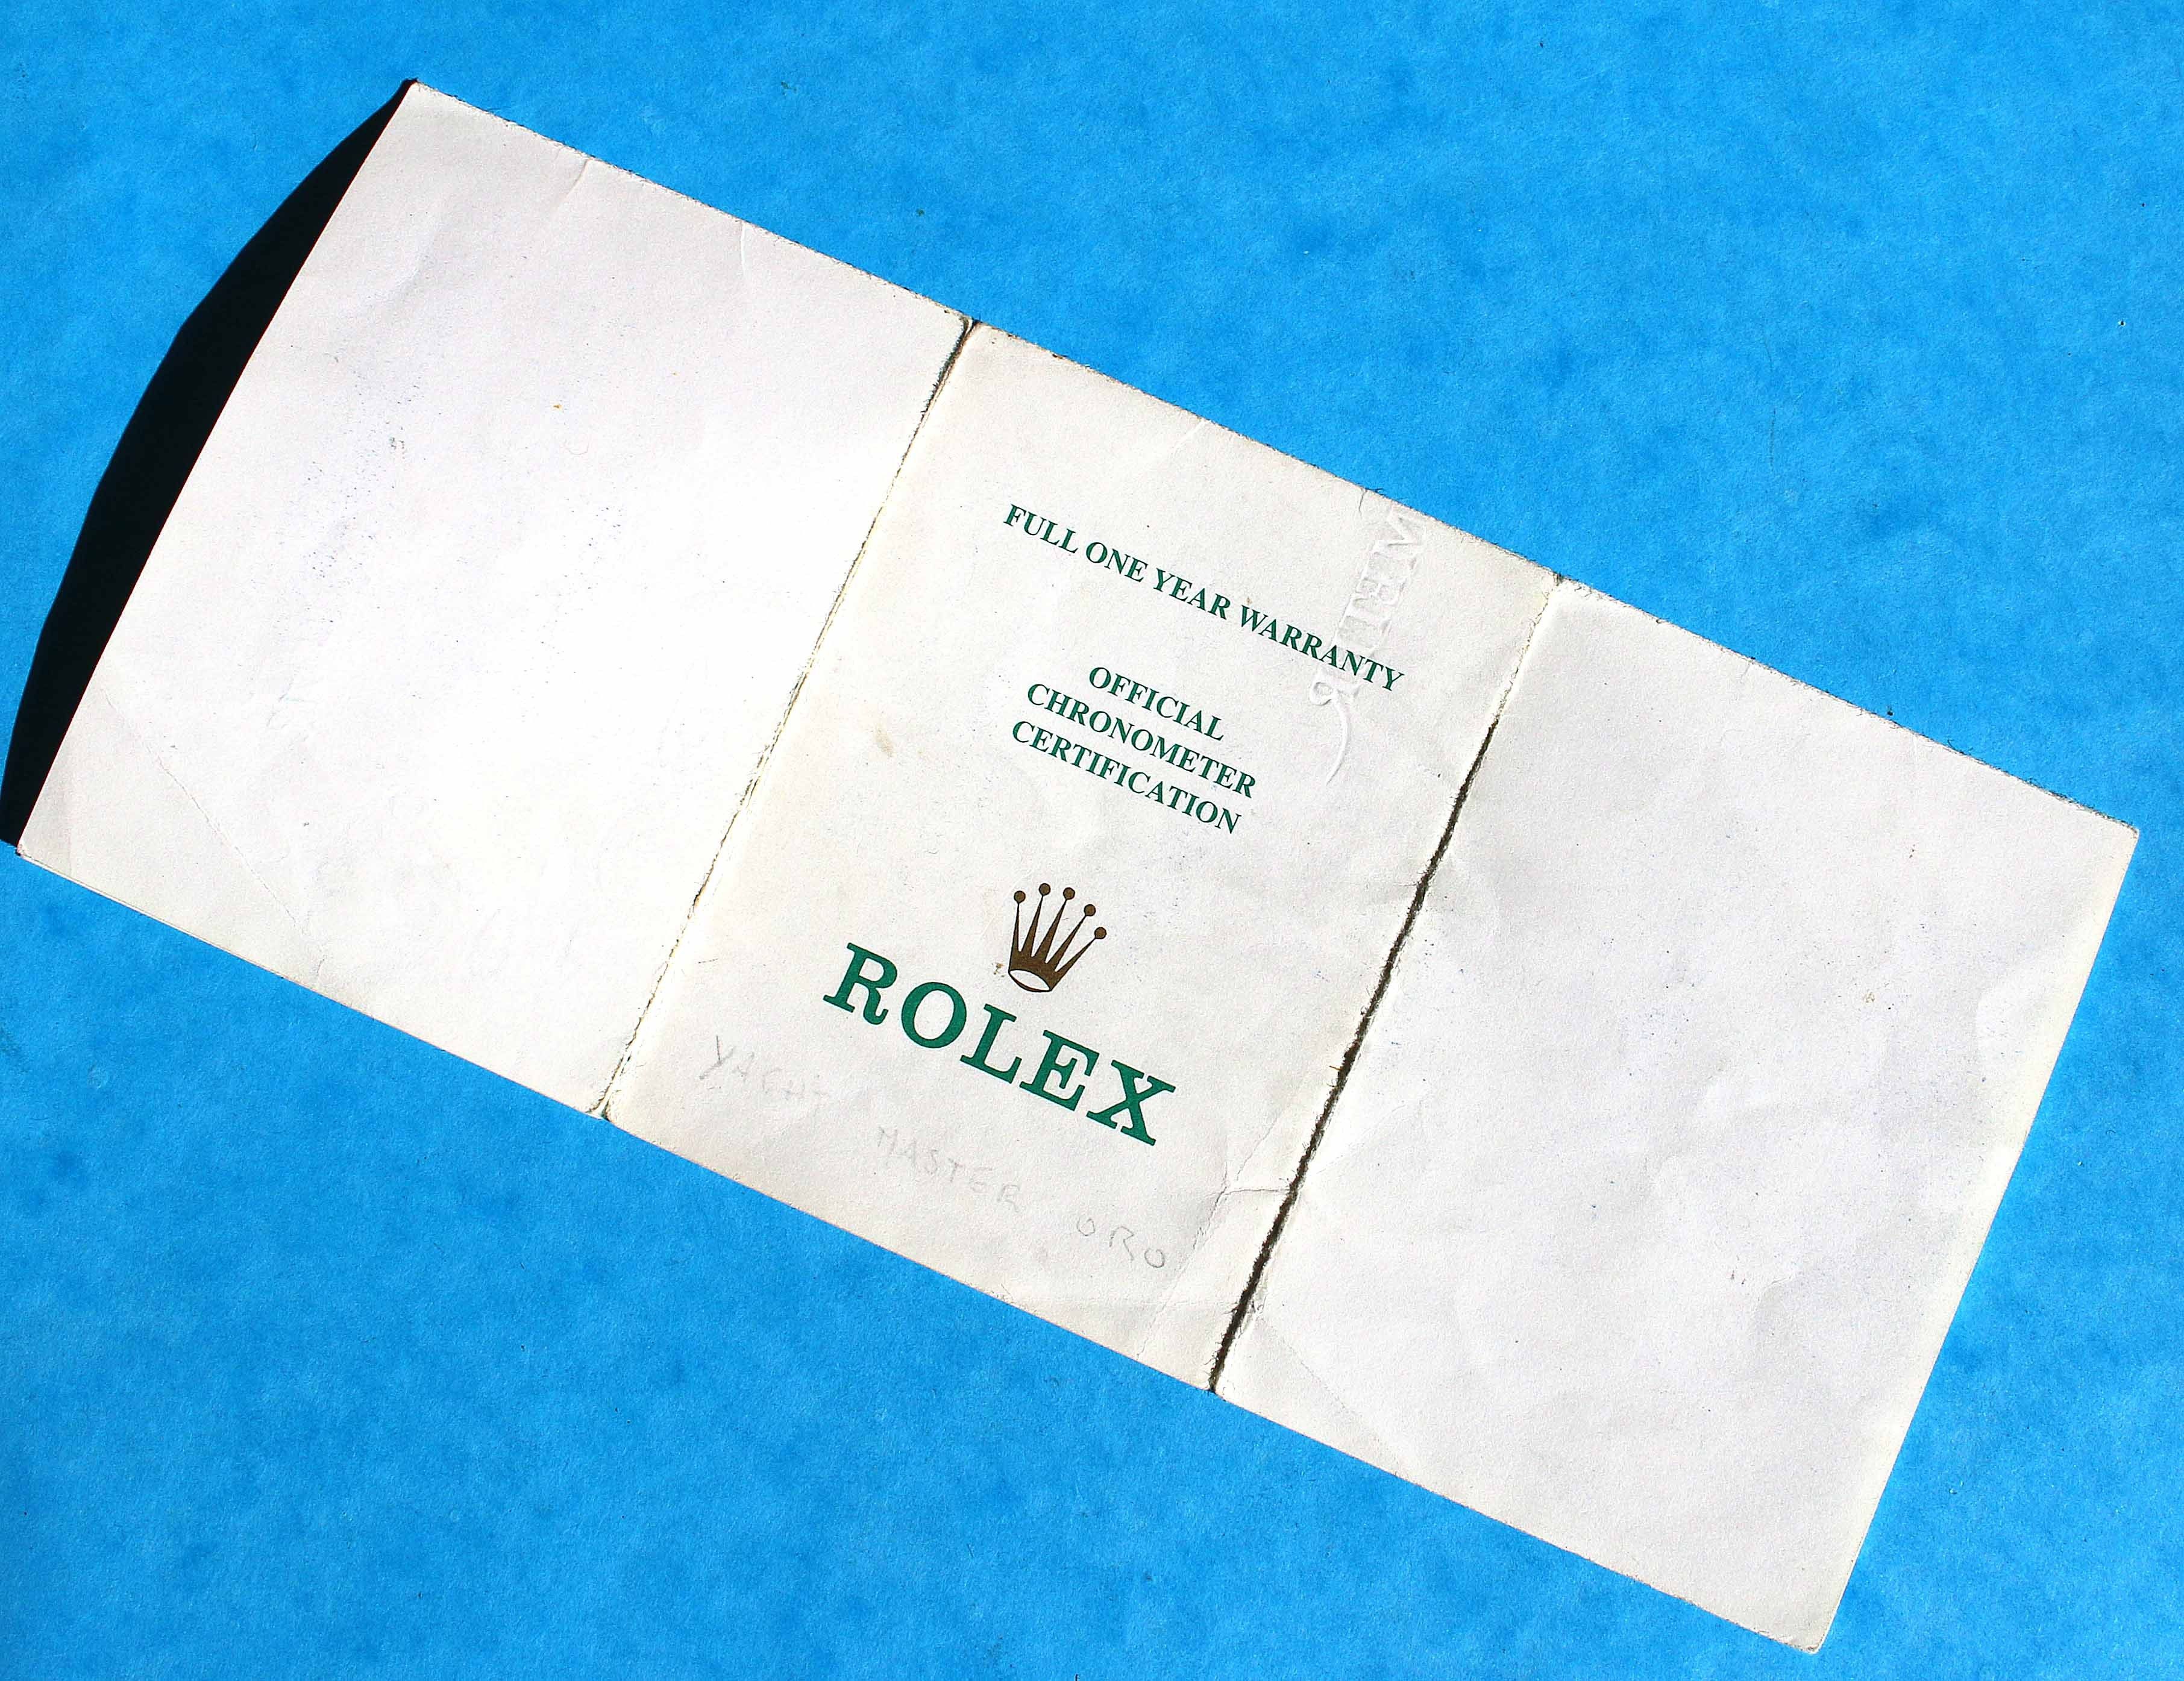 FULL ONE YEAR WARRANTY
OFFICIAL
CHRONOMETER
CERTIFICATION
ROLEX
YACHT MASTER ORO